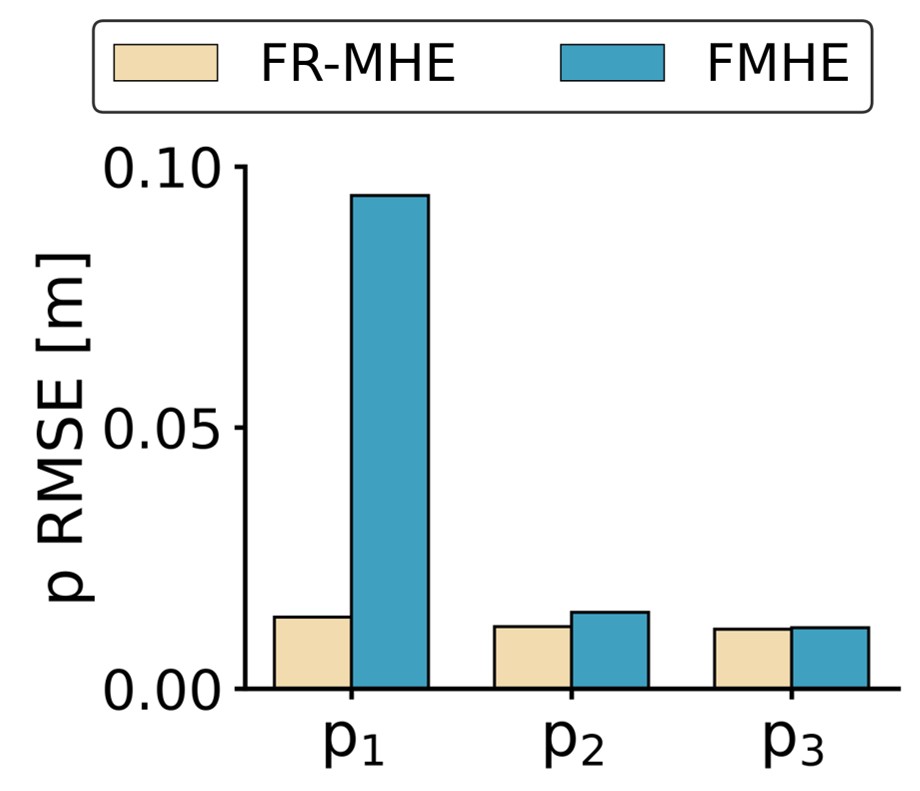 FR-MHE FMHE
p RMSE [m]
0.10
0.05
0.00
p₁ p₂ p₃